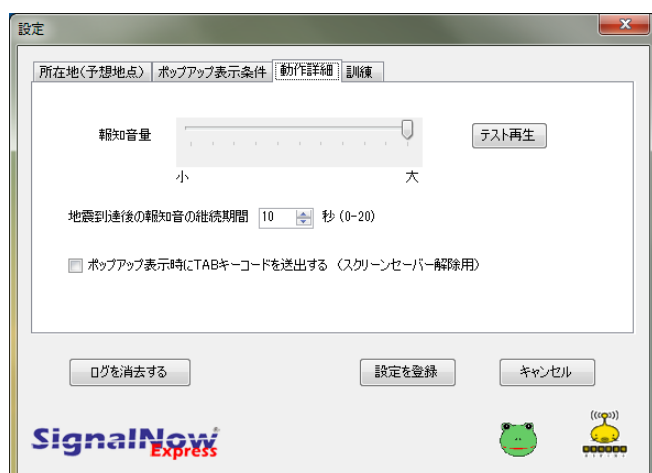 設定
所在地(予想地点) ポップアップ表示条件 動作詳細 訓練
報知音量 テスト再生
小 大
地震到達後の報知音の継続期間 10 秒 (0-20)
ポップアップ表示時にTABキーコードを送出する (スクリーンセーバー解除用)
ログを消去する 設定を登録 キャンセル
SignalNow
Express